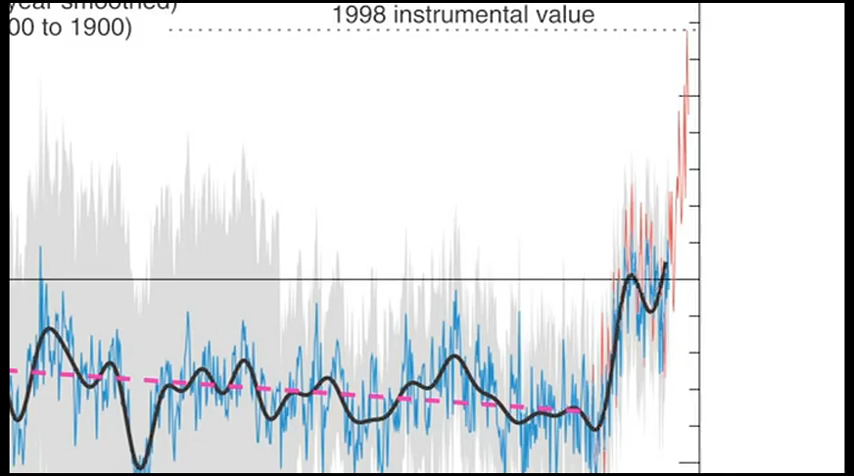 year smoothed)
1998 instrumental value
00 to 1900)